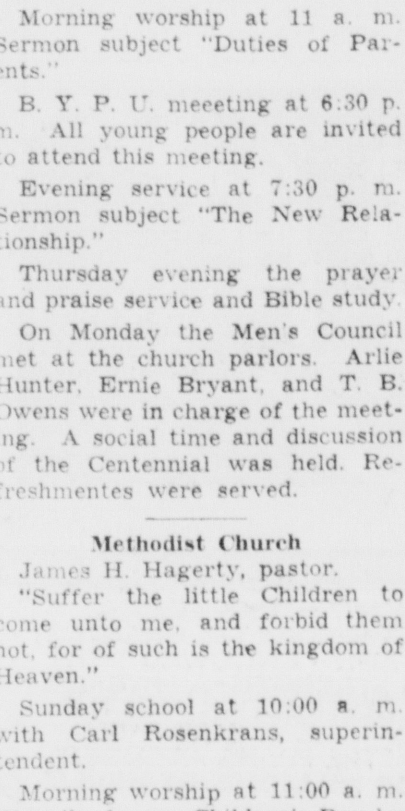 Morning worship at 11 a. m.
Sermon subject "Duties of Par-
ents."
B. Y. P. U. meeeting at 6:30 p.
m. All young people are invited
to attend this meeting.
Evening service at 7:30 p. m.
Sermon subject "The New Rela-
tionship."
Thursday evening the prayer
and praise service and Bible study.
On Monday the Men's Council
met at the church parlors. Arlie
Hunter, Ernie Bryant, and T. B.
Owens were in charge of the meet-
ing. A social time and discussion
of the Centennial was held. Re-
freshmentes were served.
Methodist Church
James H. Hagerty, pastor.
"Suffer the little Children to
come unto me, and forbid them
not, for of such is the kingdom of
Heaven."
Sunday school at 10:00 a. m.
with Carl Rosenkrans, superin-
tendent.
Morning worship at 11:00 a. m.